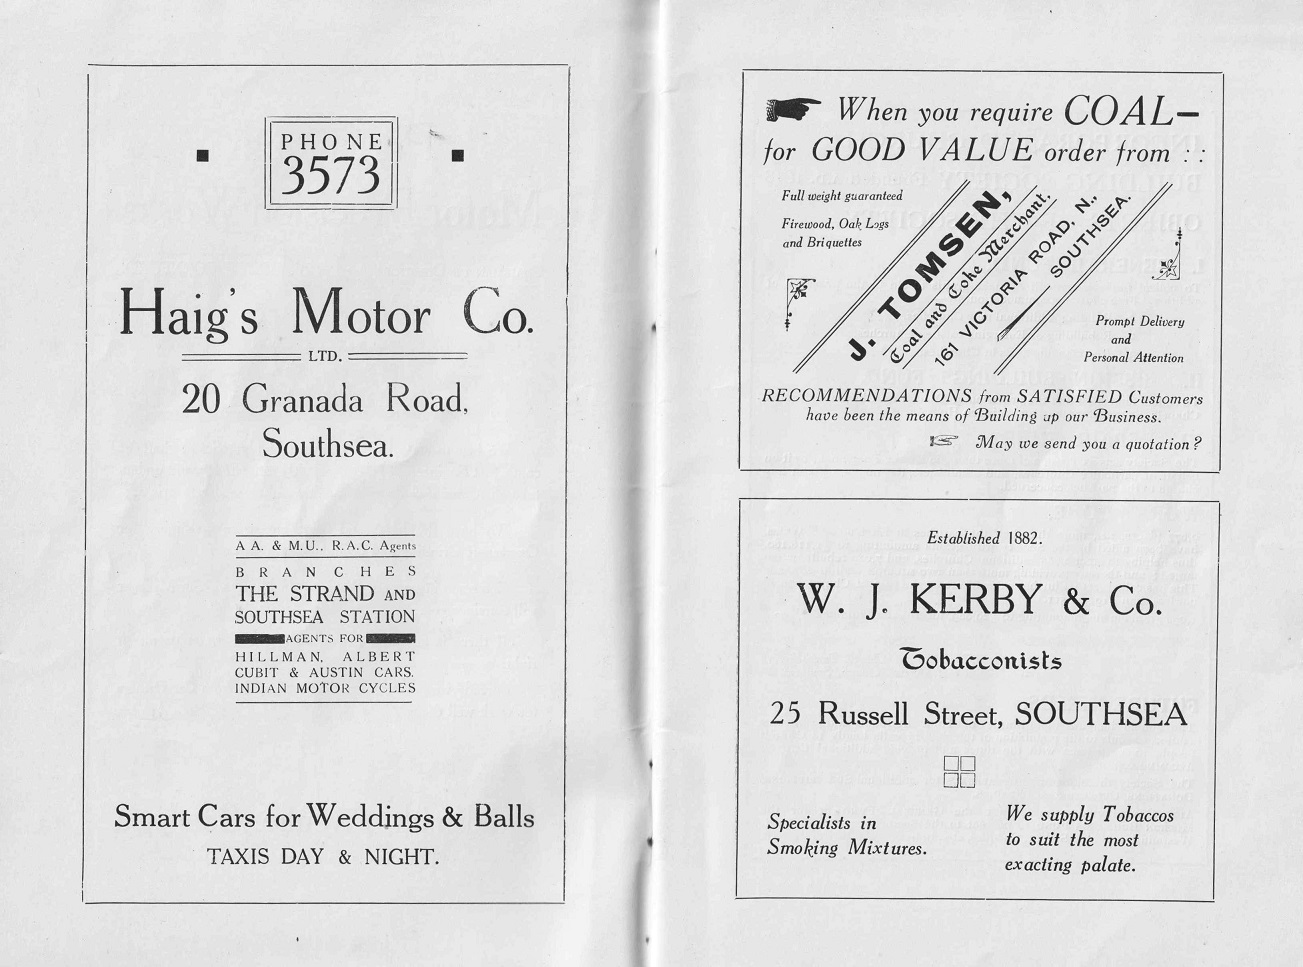 PHONE
3573
Haig's Motor Co.
LTD.
20 Granada Road,
Southsea.
A A. & M.U., R.A.C. Agents
BRANCHES
THE STRAND AND
SOUTHSEA STATION
AGENTS FOR
HILLMAN, ALBERT
CUBIT & AUSTIN CARS.
INDIAN MOTOR CYCLES
Smart Cars for Weddings & Balls
TAXIS DAY & NIGHT.
When you require COAL—
for GOOD VALUE order from : :
Full weight guaranteed
Firewood, Oak Logs
and Briquettes
J. TOMSEN,
Coal and Coke Merchant.
161 VICTORIA ROAD, N.,
SOUTHSEA.
Prompt Delivery
and
Personal Attention
RECOMMENDATIONS from SATISFIED Customers
have been the means of Building up our Business.
May we send you a quotation?
Established 1882.
W. J. KERBY & Co.
Tobacconists
25 Russell Street, SOUTHSEA
Specialists in
Smoking Mixtures.
We supply Tobaccos
to suit the most
exacting palate.